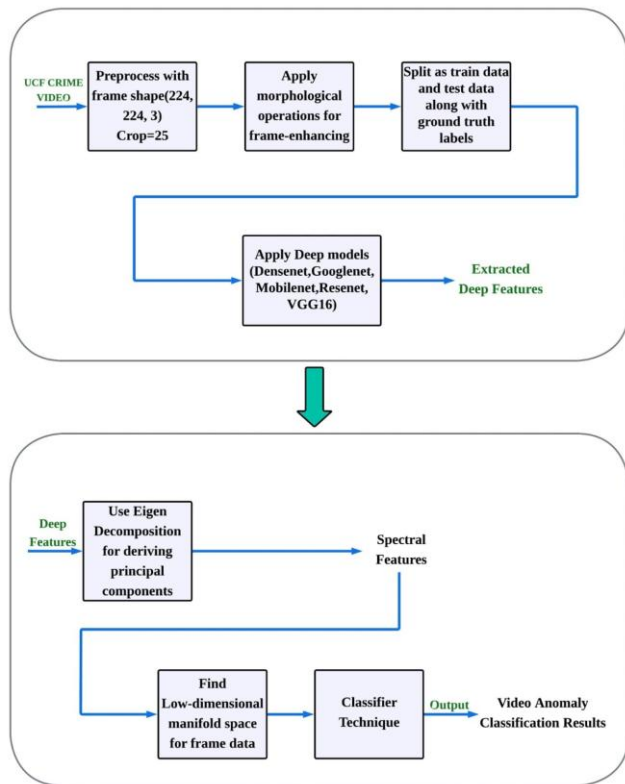 UCF CRIME
VIDEO
Preprocess with
frame shape(224,
224, 3)
Crop=25
Apply
morphological
operations for
frame-enhancing
Split as train data
and test data
along with
ground truth
labels
Apply Deep models
(Densenet,Googlenet,
Mobilenet,Resenet,
VGG16)
Extracted
Deep Features
Deep
Features
Use Eigen
Decomposition
for deriving
principal
components
Spectral
Features
Find
Low-dimensional
manifold space
for frame data
Classifier
Technique
Output
Video Anomaly
Classification Results